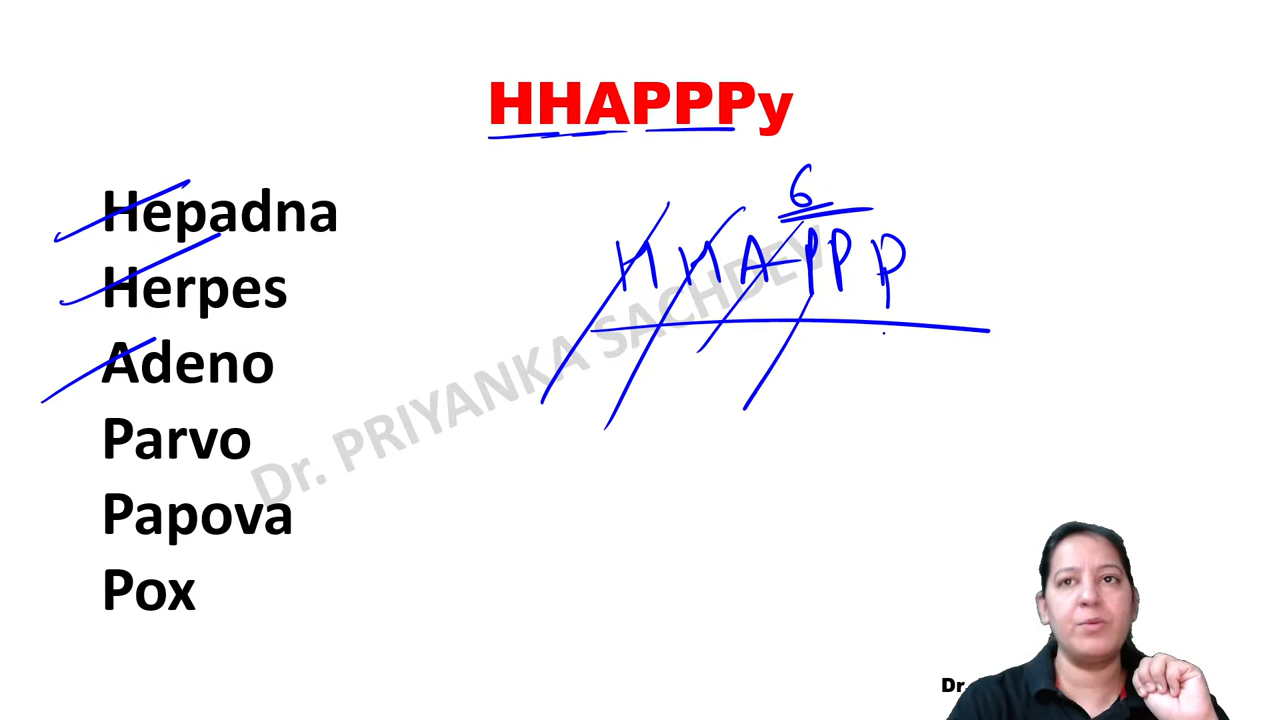 HHAPPPy
Hepadna
Herpes
Adeno
Parvo
Papova
Pox
6
H H A P P P
Dr. PRIYANKA SACHDEV
Dr.